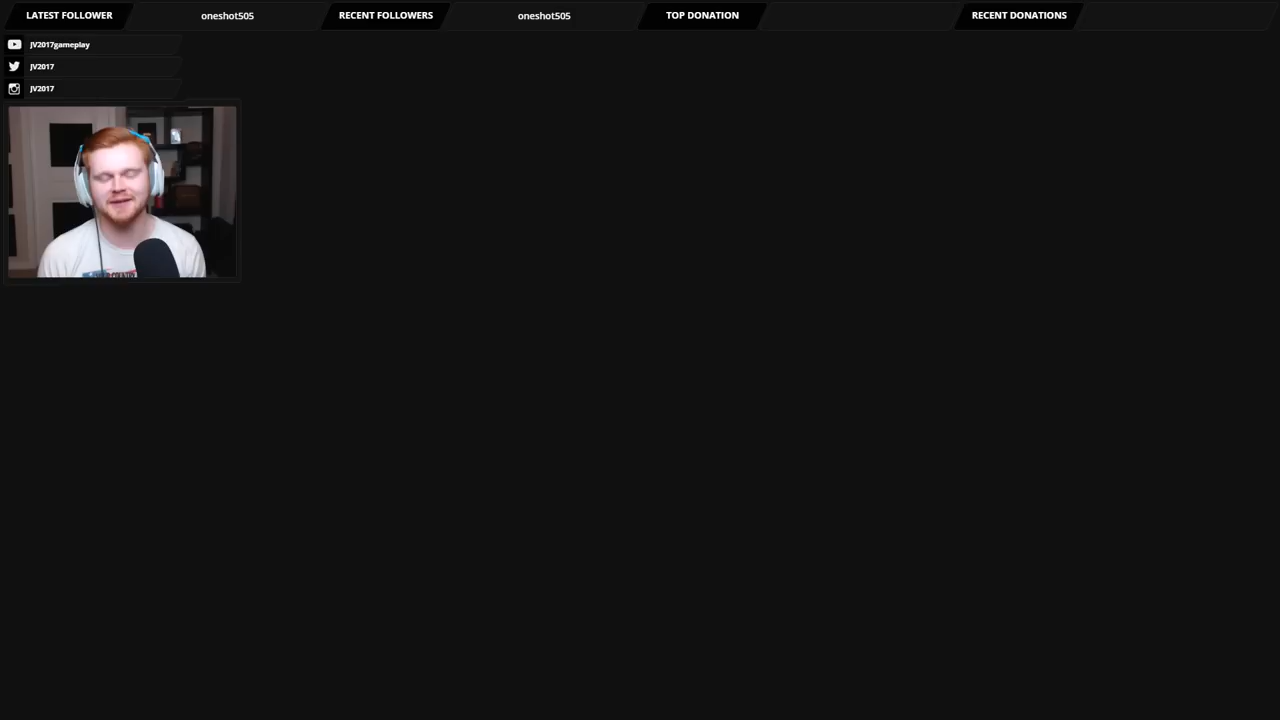 LATEST FOLLOWER
oneshot505
RECENT FOLLOWERS
oneshot505
TOP DONATION
RECENT DONATIONS
JV2017gameplay
JV2017
JV2017